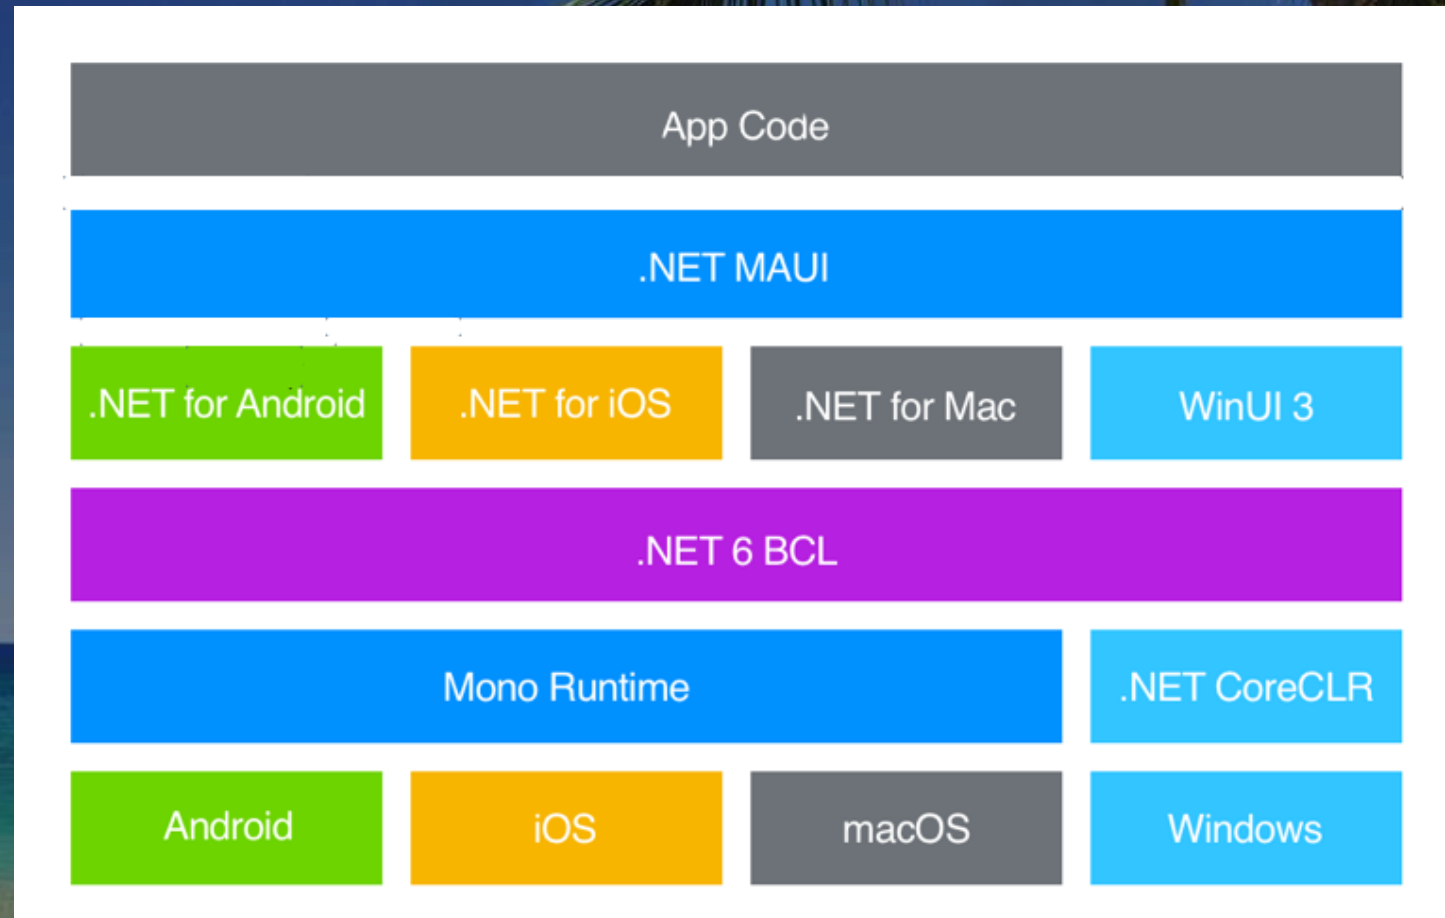 App Code
.NET MAUI
.NET for Android
.NET for iOS
.NET for Mac
WinUI 3
.NET 6 BCL
Mono Runtime
.NET CoreCLR
Android
iOS
macOS
Windows